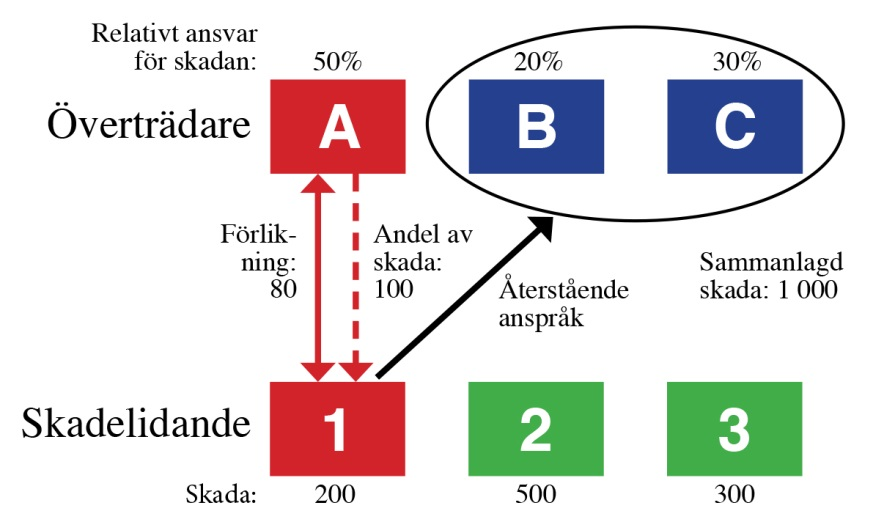 Relativt ansvar
för skadan:
50%
20%
30%
Överträdare
A
B
C
Förlik-
ning:
80
Andel av
skada:
100
Återstående
anspråk
Sammanlagd
skada: 1 000
Skadelidande
1
2
3
Skada:
200
500
300